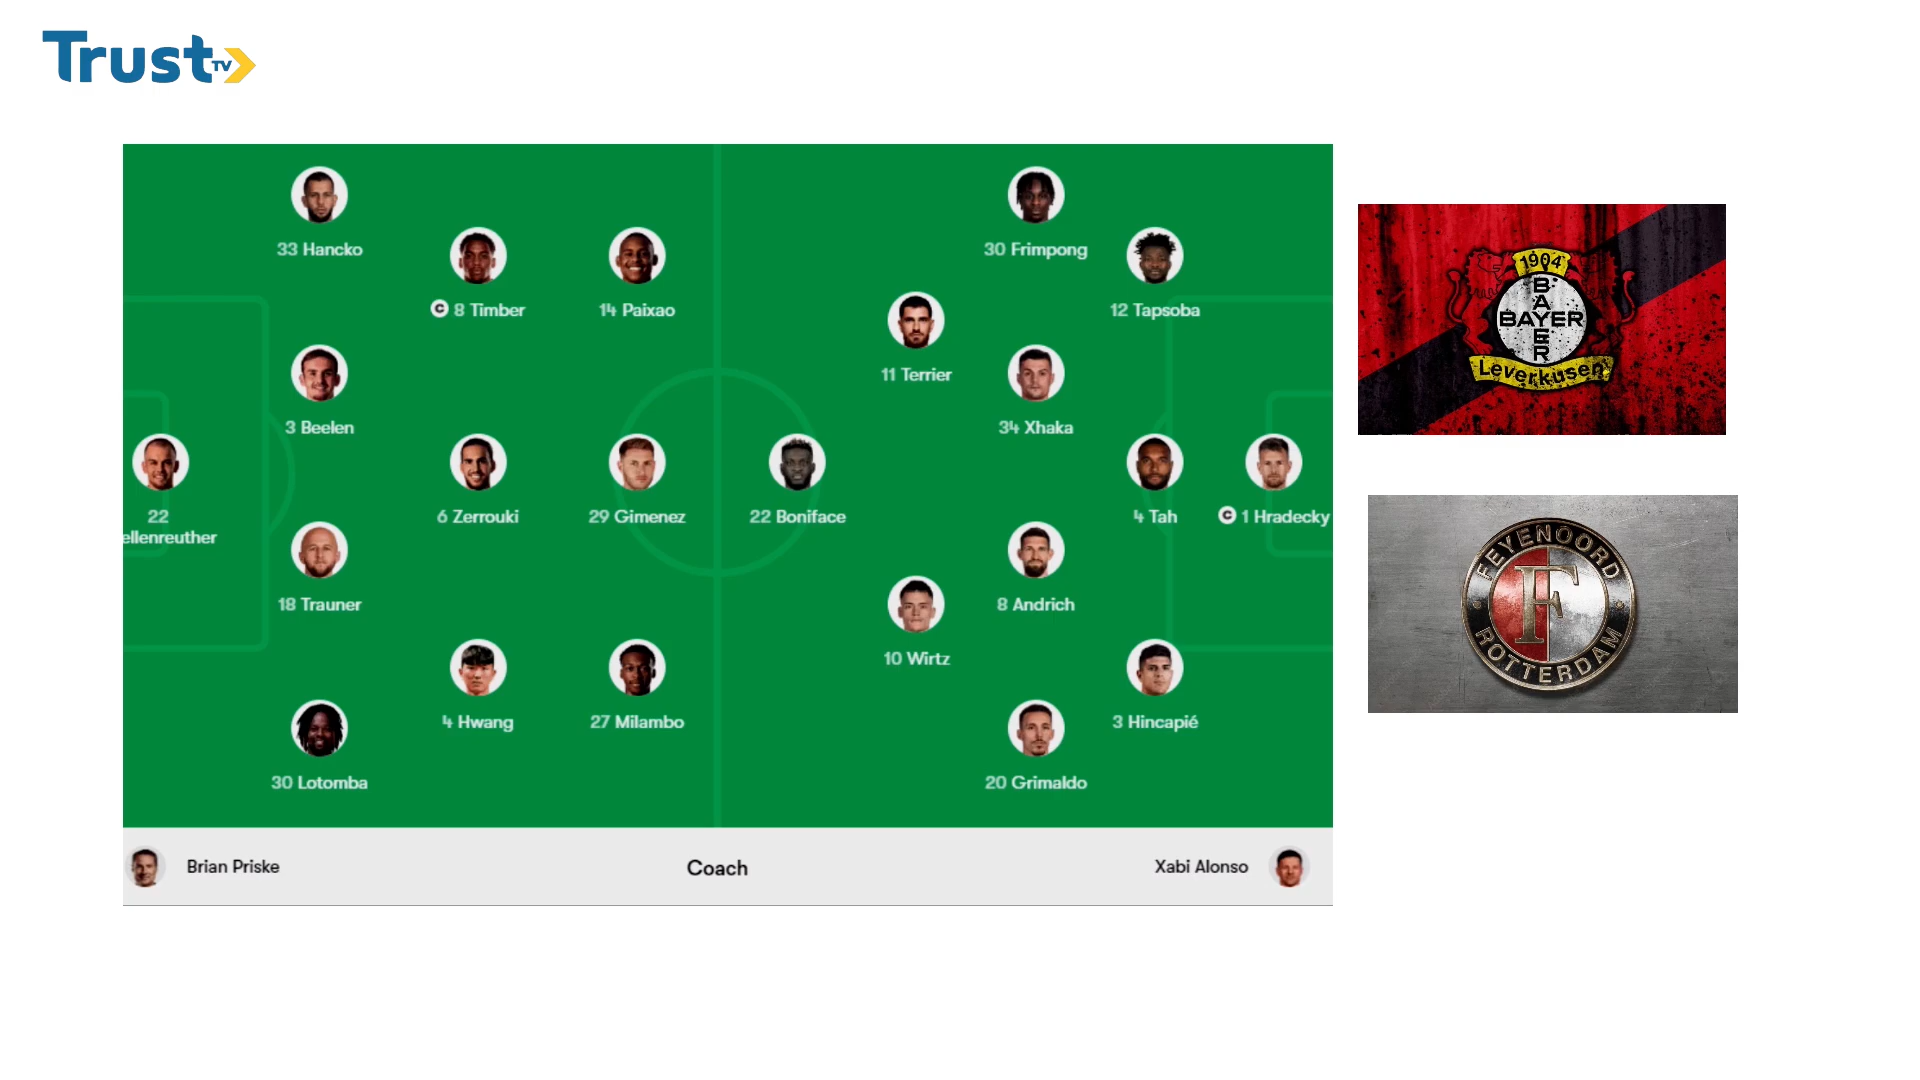 Trust TV
33 Hancko
C 8 Timber
14 Paixao
3 Beelen
22
ellenreuther
6 Zerrouki
29 Gimenez
18 Trauner
4 Hwang
27 Milambo
30 Lotomba
30 Frimpong
12 Tapsoba
11 Terrier
34 Xhaka
22 Boniface
4 Tah
C 1 Hradecky
8 Andrich
10 Wirtz
3 Hincapié
20 Grimaldo
Brian Priske
Coach
Xabi Alonso
1904
BAYER
BAYER
Leverkusen
FEYENOORD
F
ROTTERDAM